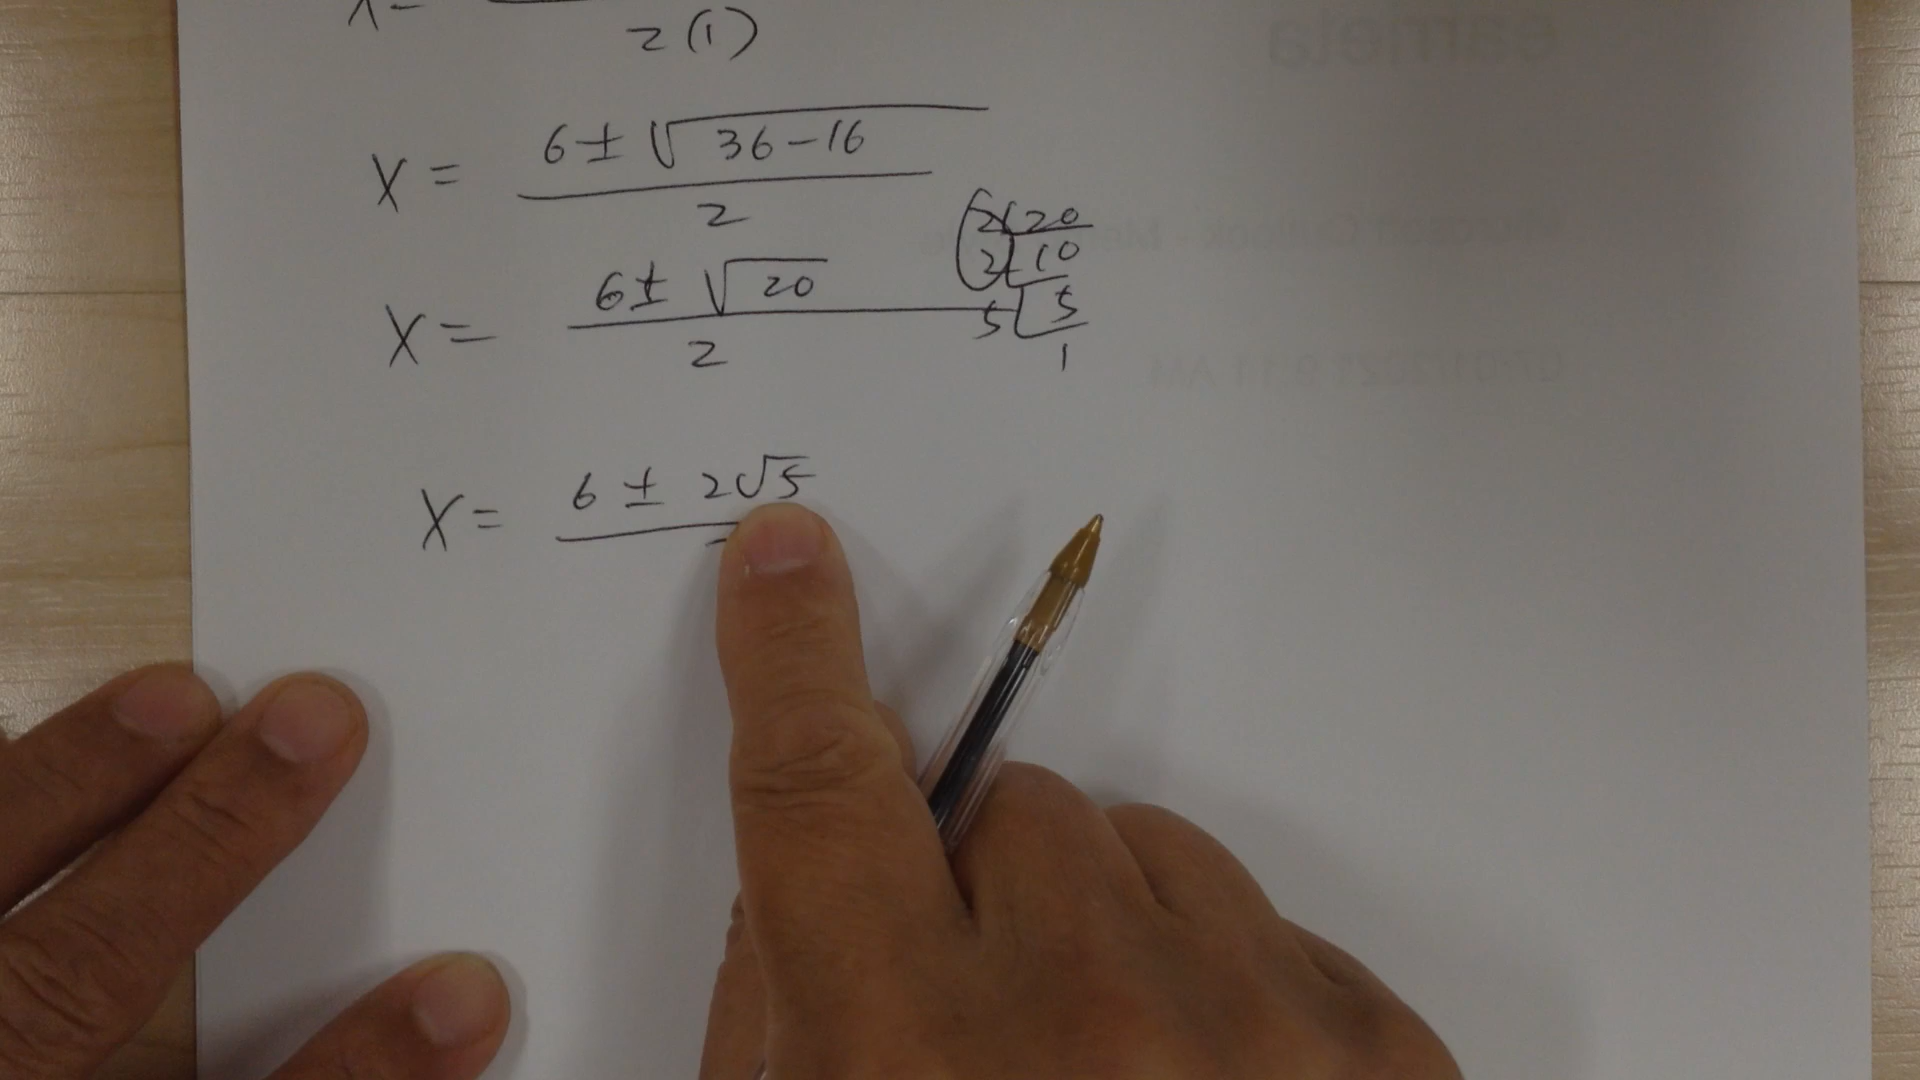 2(1)
X = 6 ± √36-16 / 2
2 20
2 10
5 5
1
X = 6 ± √20 / 2
X = 6 ± 2√5